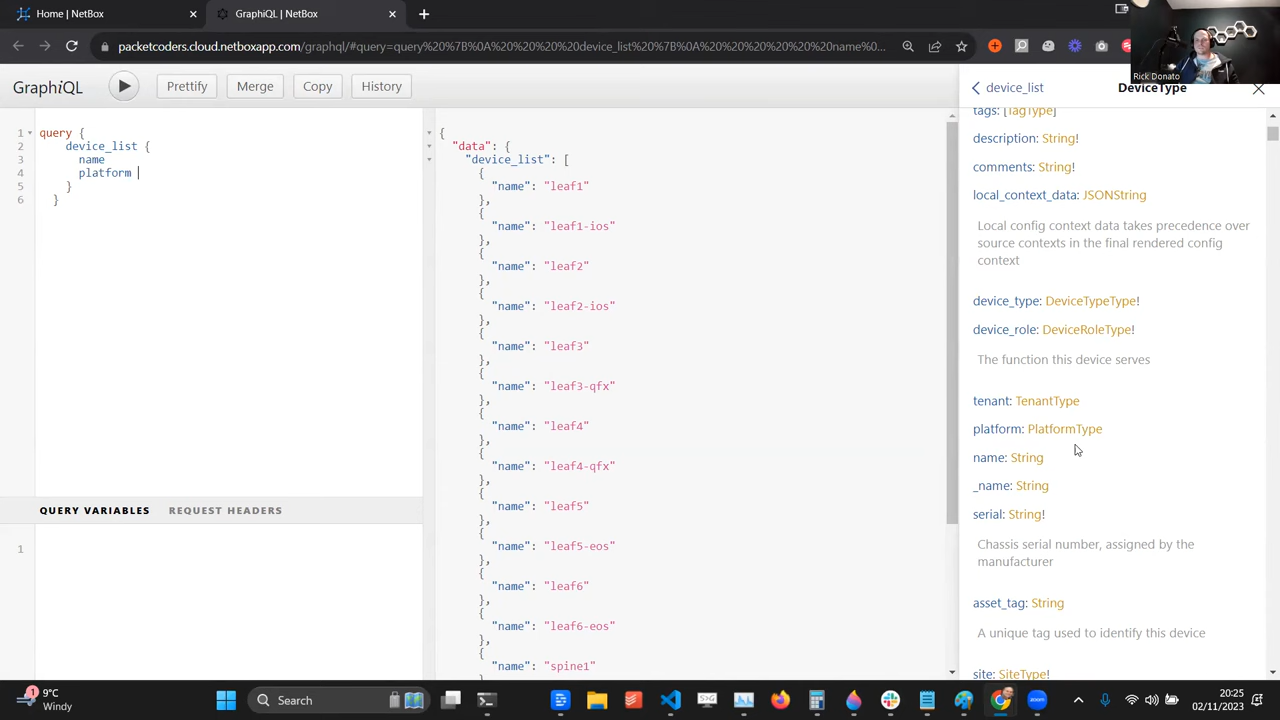 Home | NetBox
GraphiQL | NetBox
packetcoders.cloud.netboxapp.com/graphql/#query=query%20%7B%0A%20%20%20%20device_list%20%7B%0A%20%20%20%20%20%20name%0...
Rick Donato
GraphiQL
Prettify
Merge
Copy
History
device_list
DeviceType
1 query {
2 device_list {
3 name
4 platform
5 }
6 }
QUERY VARIABLES
REQUEST HEADERS
1
{
"data": {
"device_list": [
{
"name": "leaf1"
},
{
"name": "leaf1-ios"
},
{
"name": "leaf2"
},
{
"name": "leaf2-ios"
},
{
"name": "leaf3"
},
{
"name": "leaf3-qfx"
},
{
"name": "leaf4"
},
{
"name": "leaf4-qfx"
},
{
"name": "leaf5"
},
{
"name": "leaf5-eos"
},
{
"name": "leaf6"
},
{
"name": "leaf6-eos"
},
{
"name": "spine1"
tags: [TagType]
description: String!
comments: String!
local_context_data: JSONString
Local config context data takes precedence over
source contexts in the final rendered config
context
device_type: DeviceTypeType!
device_role: DeviceRoleType!
The function this device serves
tenant: TenantType
platform: PlatformType
name: String
_name: String
serial: String!
Chassis serial number, assigned by the
manufacturer
asset_tag: String
A unique tag used to identify this device
site: SiteType!
1
9°C
Windy
Search
20:25
02/11/2023